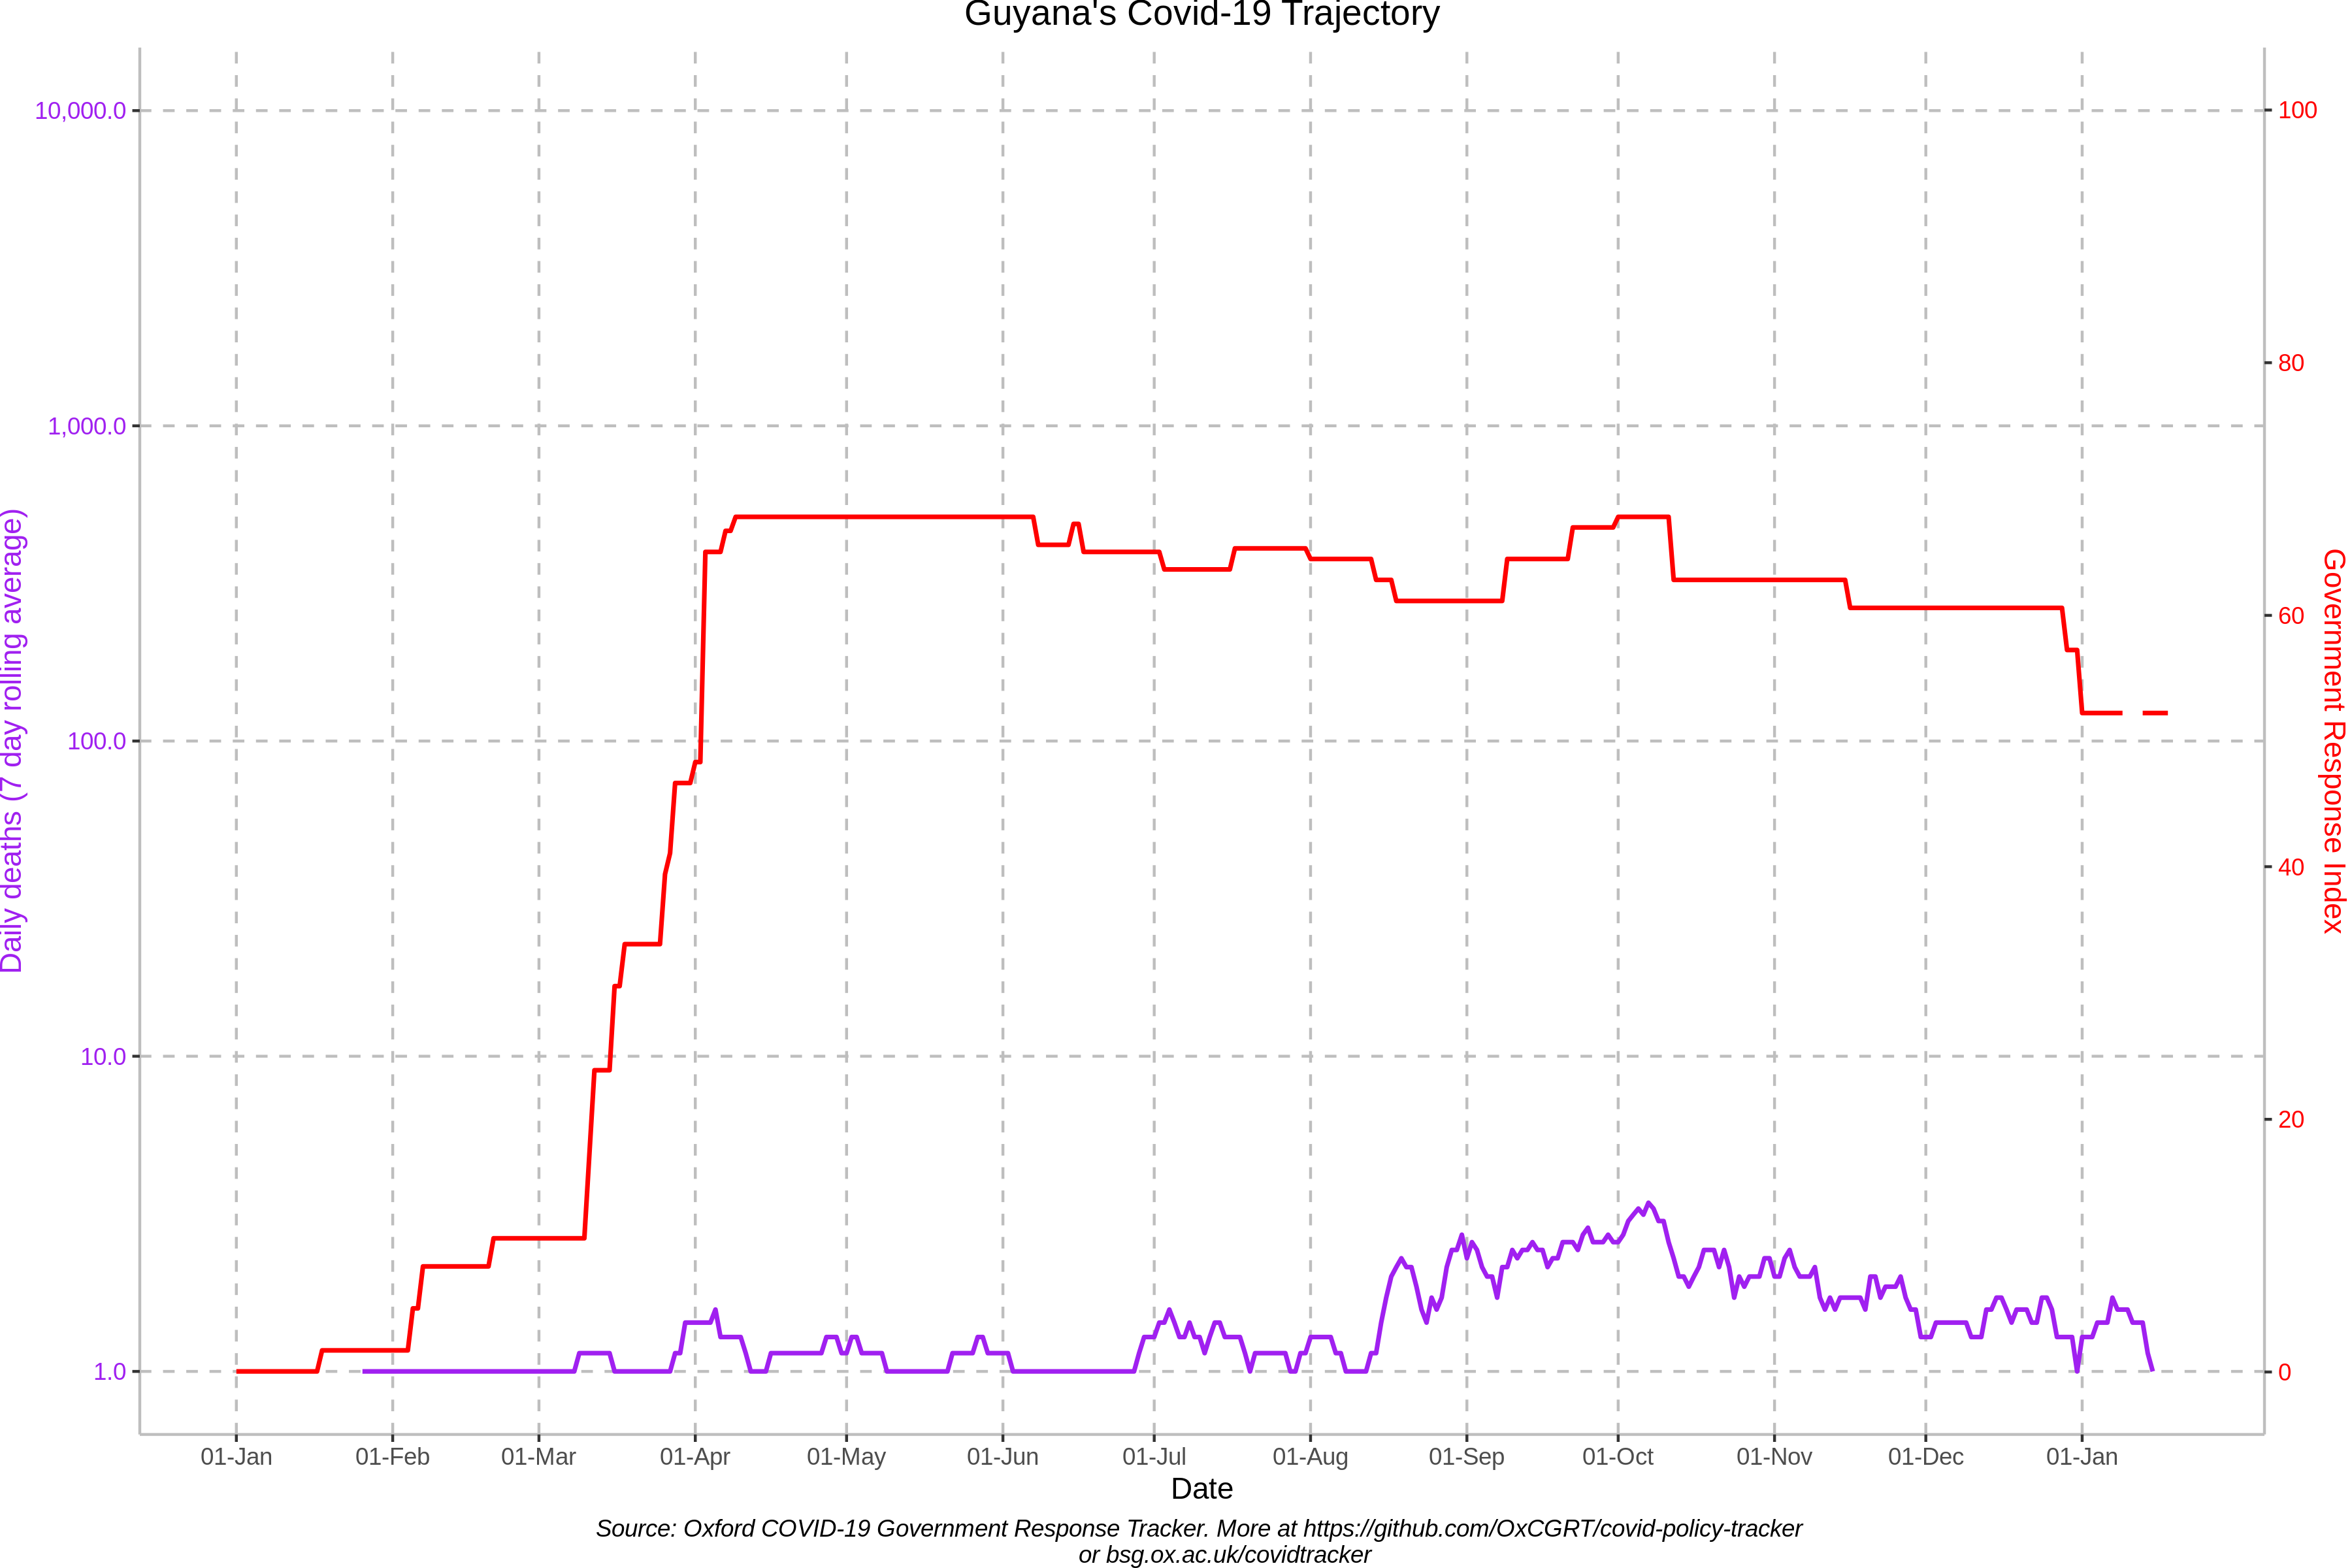 Guyana's Covid-19 Trajectory
10,000.0
1,000.0
100.0
10.0
1.0
Daily deaths (7 day rolling average)
100
80
60
40
20
0
Government Response Index
01-Jan 01-Feb 01-Mar 01-Apr 01-May 01-Jun 01-Jul 01-Aug 01-Sep 01-Oct 01-Nov 01-Dec 01-Jan
Date
Source: Oxford COVID-19 Government Response Tracker. More at https://github.com/OxCGRT/covid-policy-tracker
or bsg.ox.ac.uk/covidtracker